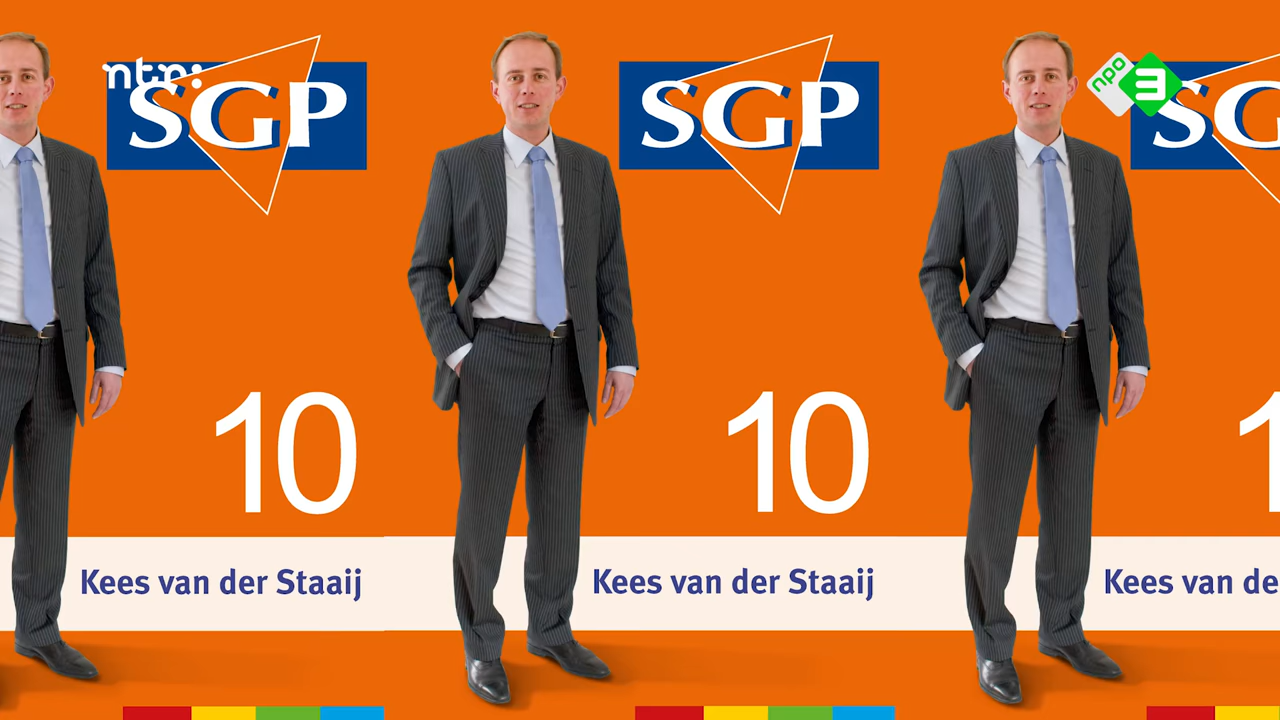 ntr:
SGP
SGP
SG
npo
3
10
10
1
Kees van der Staaij
Kees van der Staaij
Kees van de